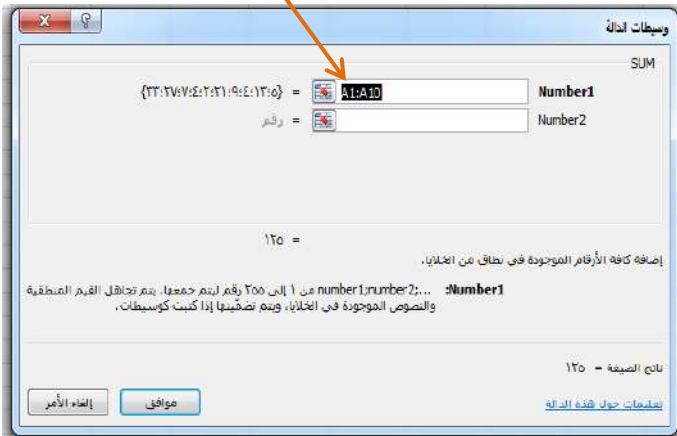 وسيطات الدالة
SUM
Number1 A1:A10 = {٥؛١٣؛٤؛٩؛٢١؛٢؛٤؛٧؛٢٧؛٣٣}
Number2 = رقم
= ١٢٥
إضافة كافة الأرقام الموجودة في نطاق من الخلايا.
Number1: number1;number2;... من ١ إلى ٢٥٥ رقم ليتم جمعها. يتم تجاهل القيم المنطقية
والنصوص الموجودة في الخلايا، ويتم تضمّينها إذا كتبت كوسيطات.
ناتج الصيغة = ١٢٥
تعليمات حول هذه الدالة
موافق
إلغاء الأمر